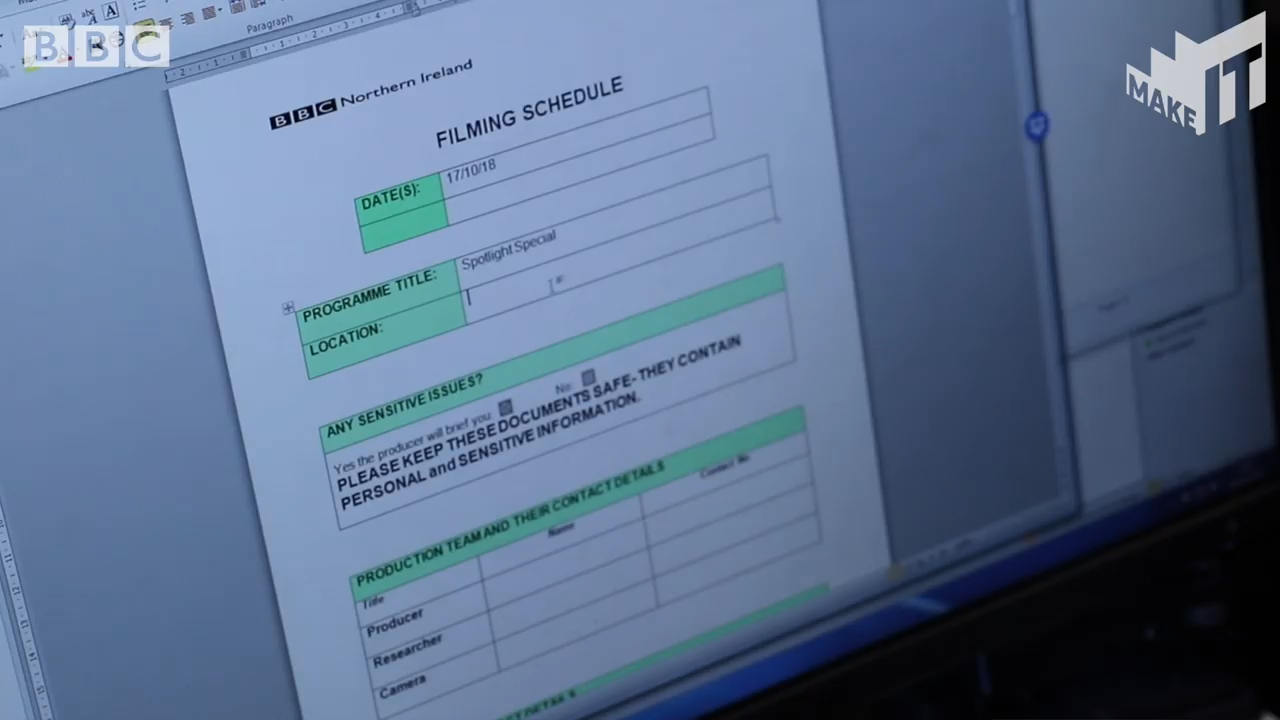 BBC
MAKE IT
Paragraph
BBC Northern Ireland
FILMING SCHEDULE
DATE(S):
17/10/18
PROGRAMME TITLE:
Spotlight Special
LOCATION:
ANY SENSITIVE ISSUES?
Yes the producer will brief you: No:
PLEASE KEEP THESE DOCUMENTS SAFE- THEY CONTAIN
PERSONAL and SENSITIVE INFORMATION.
PRODUCTION TEAM AND THEIR CONTACT DETAILS
Title Name Contact No
Producer
Researcher
Camera